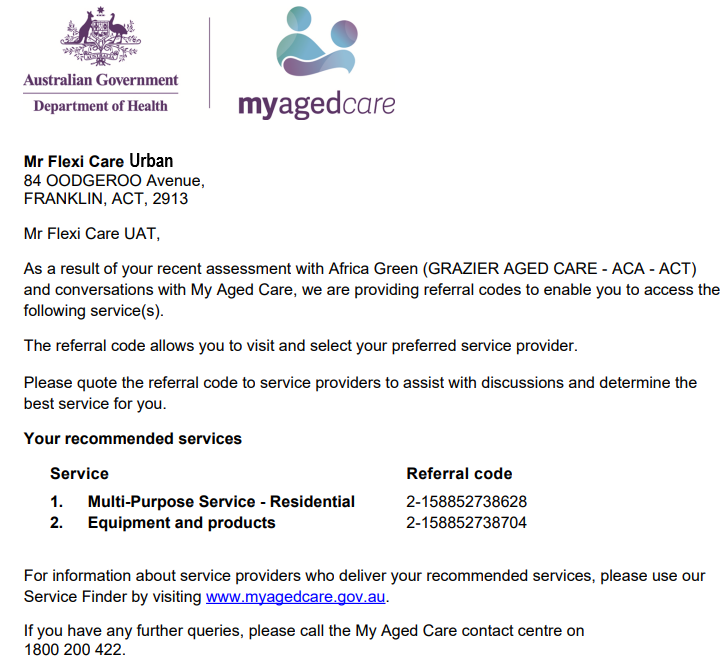 Australian Government
Department of Health
myagedcare
Mr Flexi Care Urban
84 OODGEROO Avenue,
FRANKLIN, ACT, 2913
Mr Flexi Care UAT,
As a result of your recent assessment with Africa Green (GRAZIER AGED CARE - ACA - ACT)
and conversations with My Aged Care, we are providing referral codes to enable you to access the
following service(s).
The referral code allows you to visit and select your preferred service provider.
Please quote the referral code to service providers to assist with discussions and determine the
best service for you.
Your recommended services
Service Referral code
1. Multi-Purpose Service - Residential 2-158852738628
2. Equipment and products 2-158852738704
For information about service providers who deliver your recommended services, please use our
Service Finder by visiting www.myagedcare.gov.au.
If you have any further queries, please call the My Aged Care contact centre on
1800 200 422.